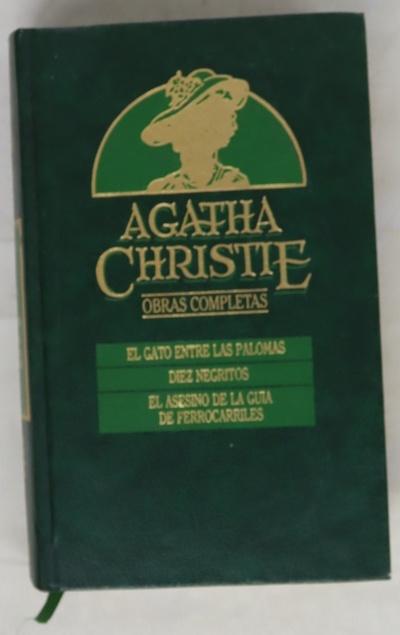 AGATHA
CHRISTIE
OBRAS COMPLETAS
EL GATO ENTRE LAS PALOMAS
DIEZ NEGRITOS
EL ASESINO DE LA GUIA
DE FERROCARRILES